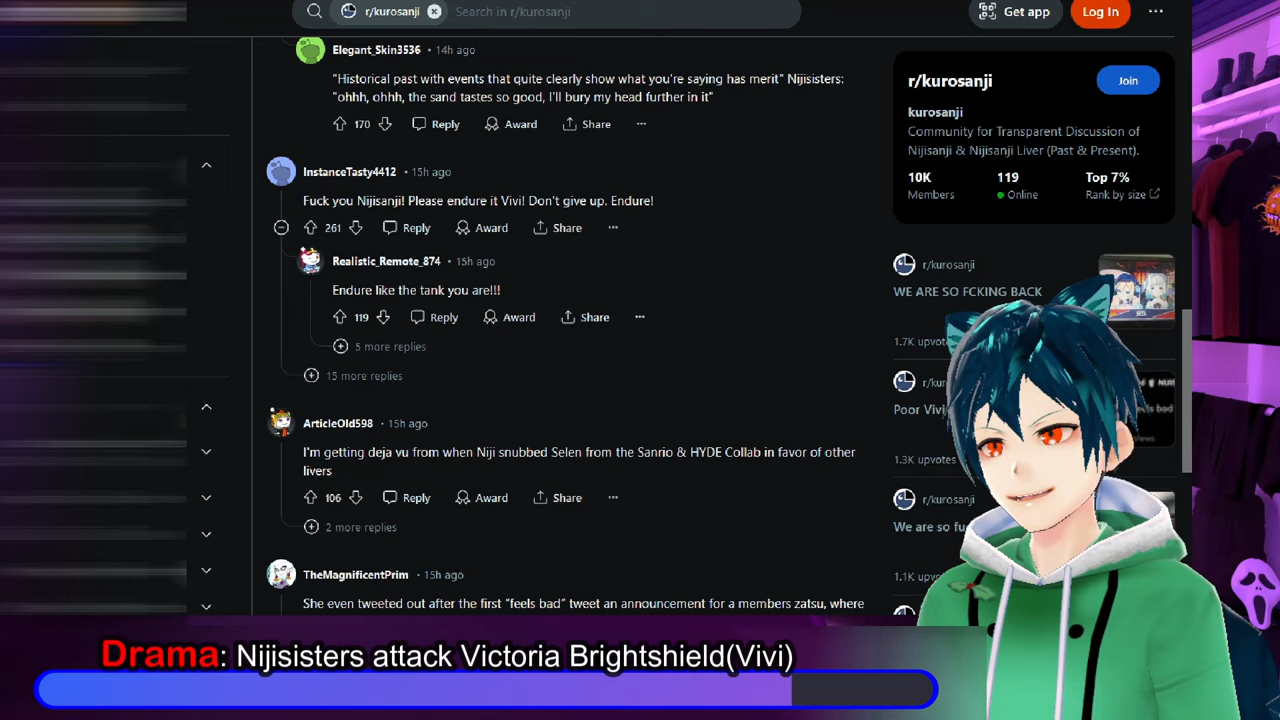 r/kurosanji
Search in r/kurosanji
Get app
Log In
Elegant_Skin3536 • 14h ago
"Historical past with events that quite clearly show what you're saying has merit" Nijisisters:
"ohhh, ohhh, the sand tastes so good, I'll bury my head further in it"
170 Reply Award Share
InstanceTasty4412 • 15h ago
Fuck you Nijisanji! Please endure it Vivi! Don't give up. Endure!
261 Reply Award Share
Realistic_Remote_874 • 15h ago
Endure like the tank you are!!!
119 Reply Award Share
5 more replies
15 more replies
ArticleOld598 • 15h ago
I'm getting deja vu from when Niji snubbed Selen from the Sanrio & HYDE Collab in favor of other
livers
106 Reply Award Share
2 more replies
TheMagnificentPrim • 15h ago
She even tweeted out after the first "feels bad" tweet an announcement for a members zatsu, where
r/kurosanji
Join
kurosanji
Community for Transparent Discussion of
Nijisanji & Nijisanji Liver (Past & Present).
10K 119 Top 7%
Members Online Rank by size
r/kurosanji
WE ARE SO FCKING BACK
1.7K
Poor
1.3K upvotes
r/kurosanji
We are so
1.1K
Drama: Nijisisters attack Victoria Brightshield(Vivi)